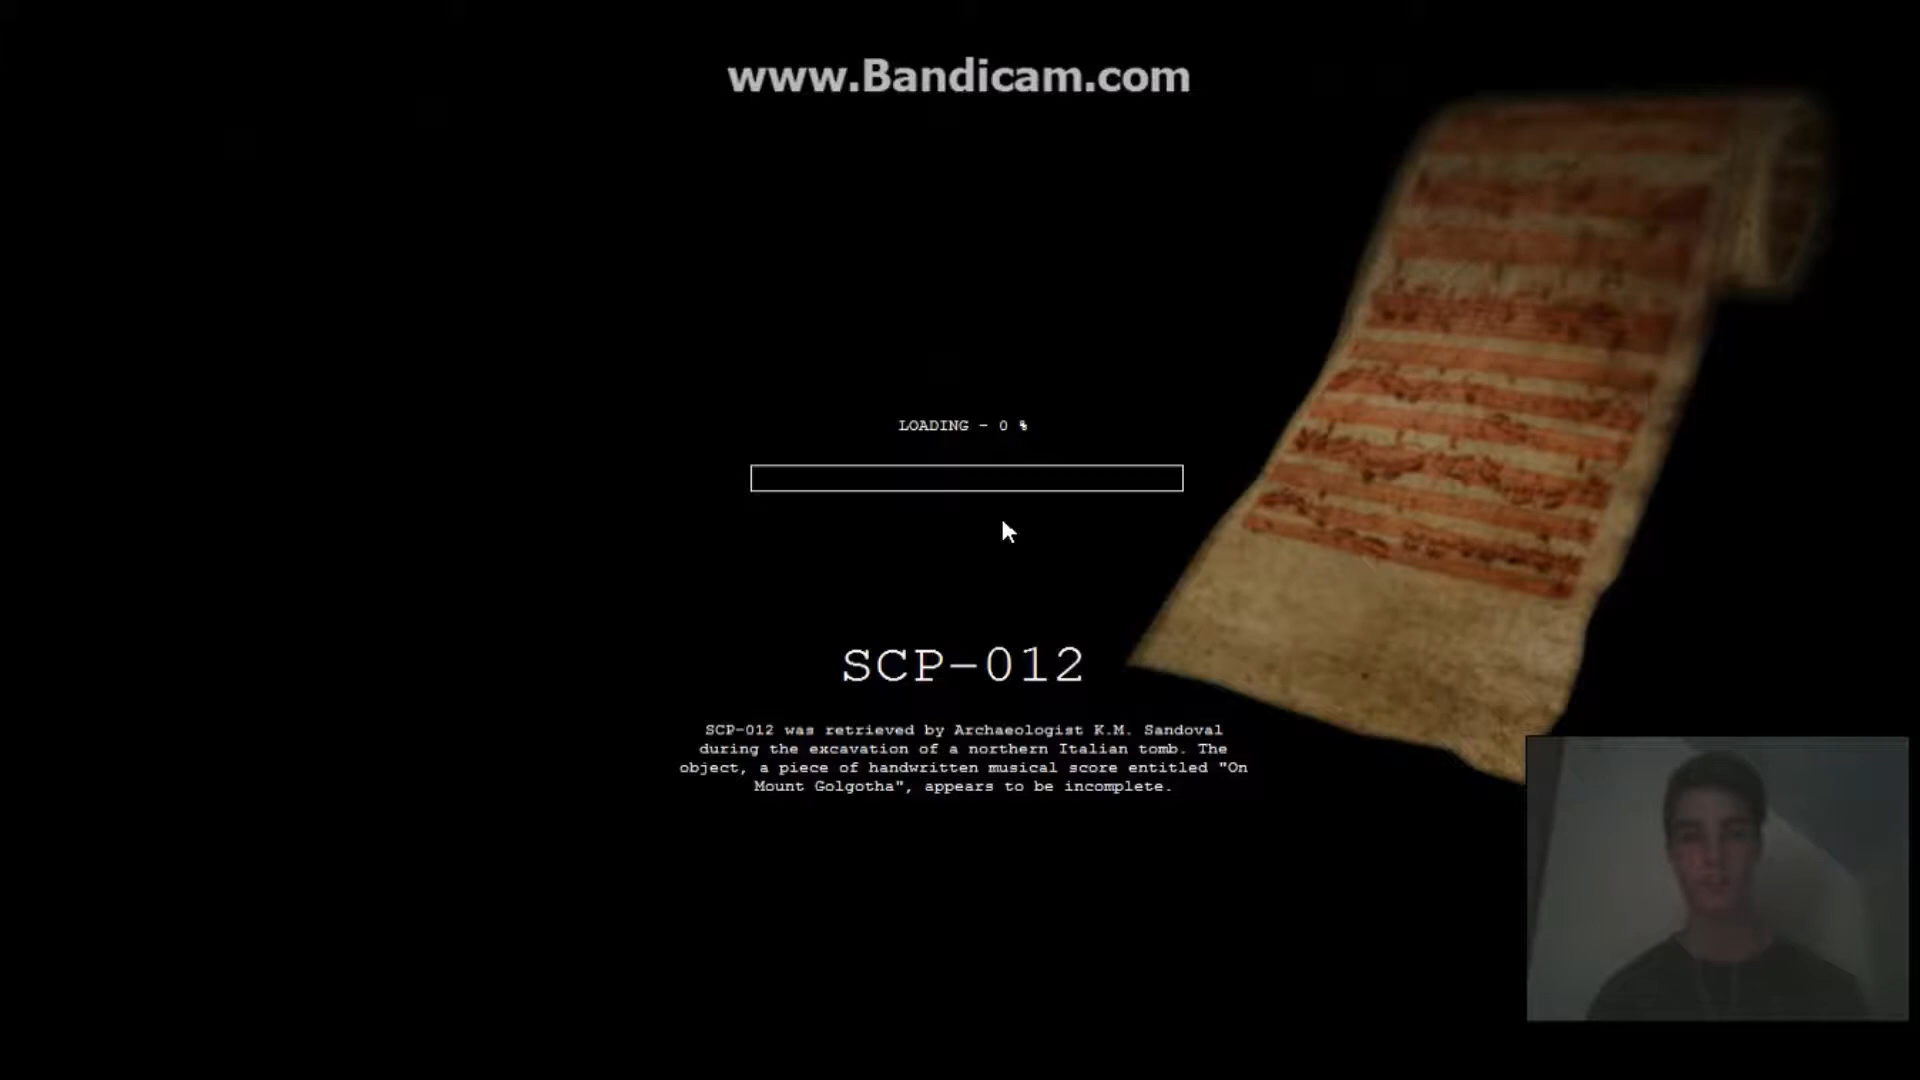 www.Bandicam.com
LOADING - 0 %
SCP-012
SCP-012 was retrieved by Archaeologist K.M. Sandoval
during the excavation of a northern Italian tomb. The
object, a piece of handwritten musical score entitled "On
Mount Golgotha", appears to be incomplete.